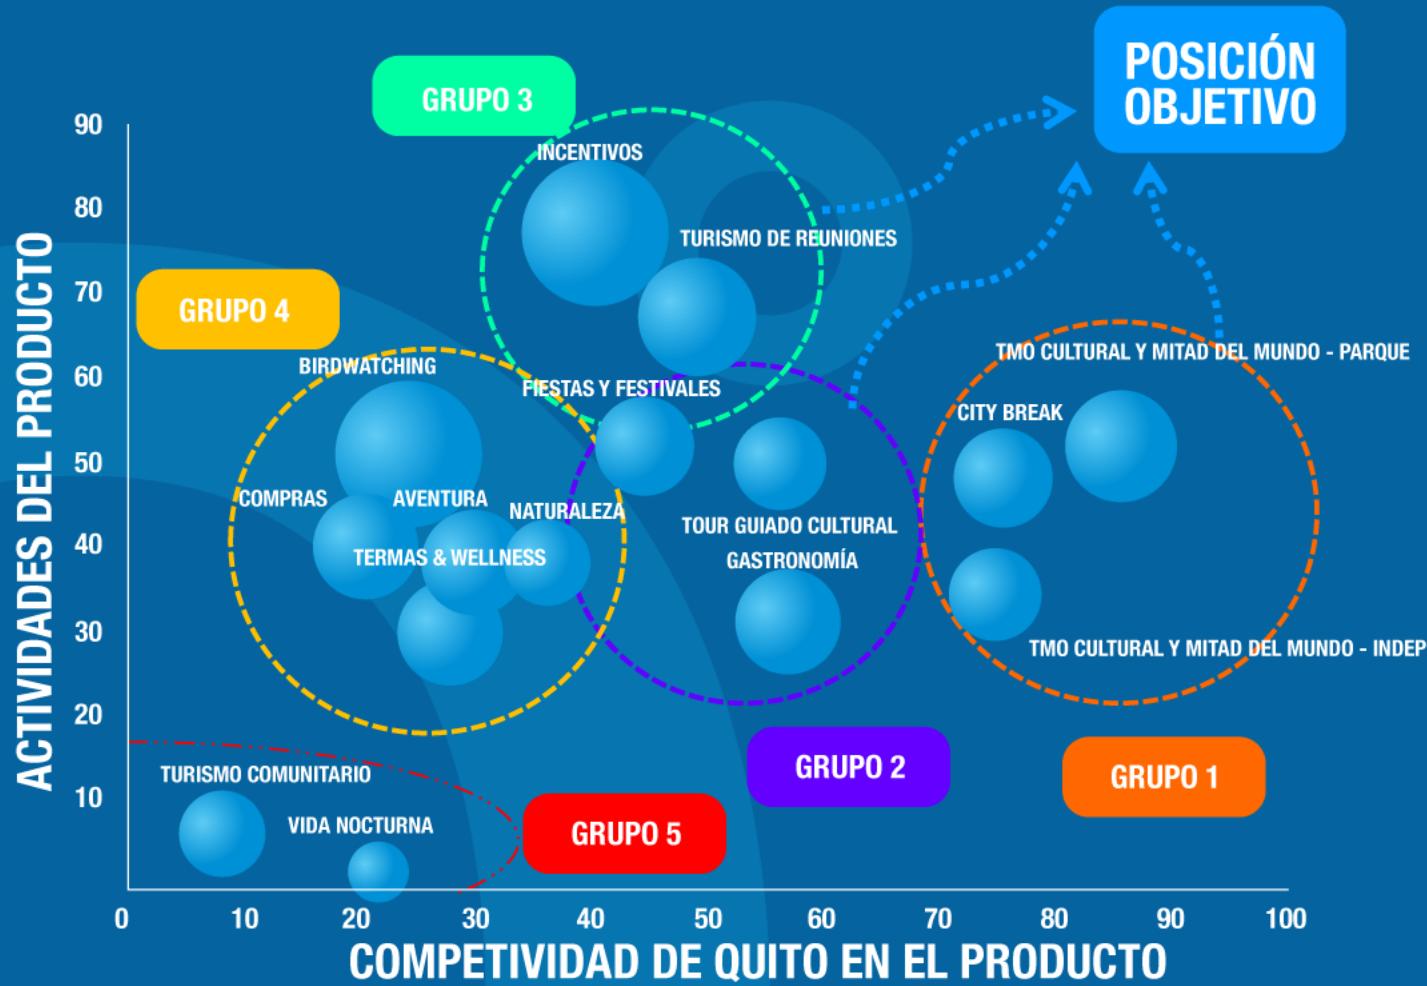 POSICIÓN
OBJETIVO
GRUPO 3
INCENTIVOS
TURISMO DE REUNIONES
GRUPO 4
BIRDWATCHING
FIESTAS Y FESTIVALES
TMO CULTURAL Y MITAD DEL MUNDO - PARQUE
CITY BREAK
COMPRAS
AVENTURA
NATURALEZA
TOUR GUIADO CULTURAL
TERMAS & WELLNESS
GASTRONOMÍA
TMO CULTURAL Y MITAD DEL MUNDO - INDEP
GRUPO 2
GRUPO 1
TURISMO COMUNITARIO
VIDA NOCTURNA
GRUPO 5
ACTIVIDADES DEL PRODUCTO
90
80
70
60
50
40
30
20
10
0 10 20 30 40 50 60 70 80 90 100
COMPETIVIDAD DE QUITO EN EL PRODUCTO